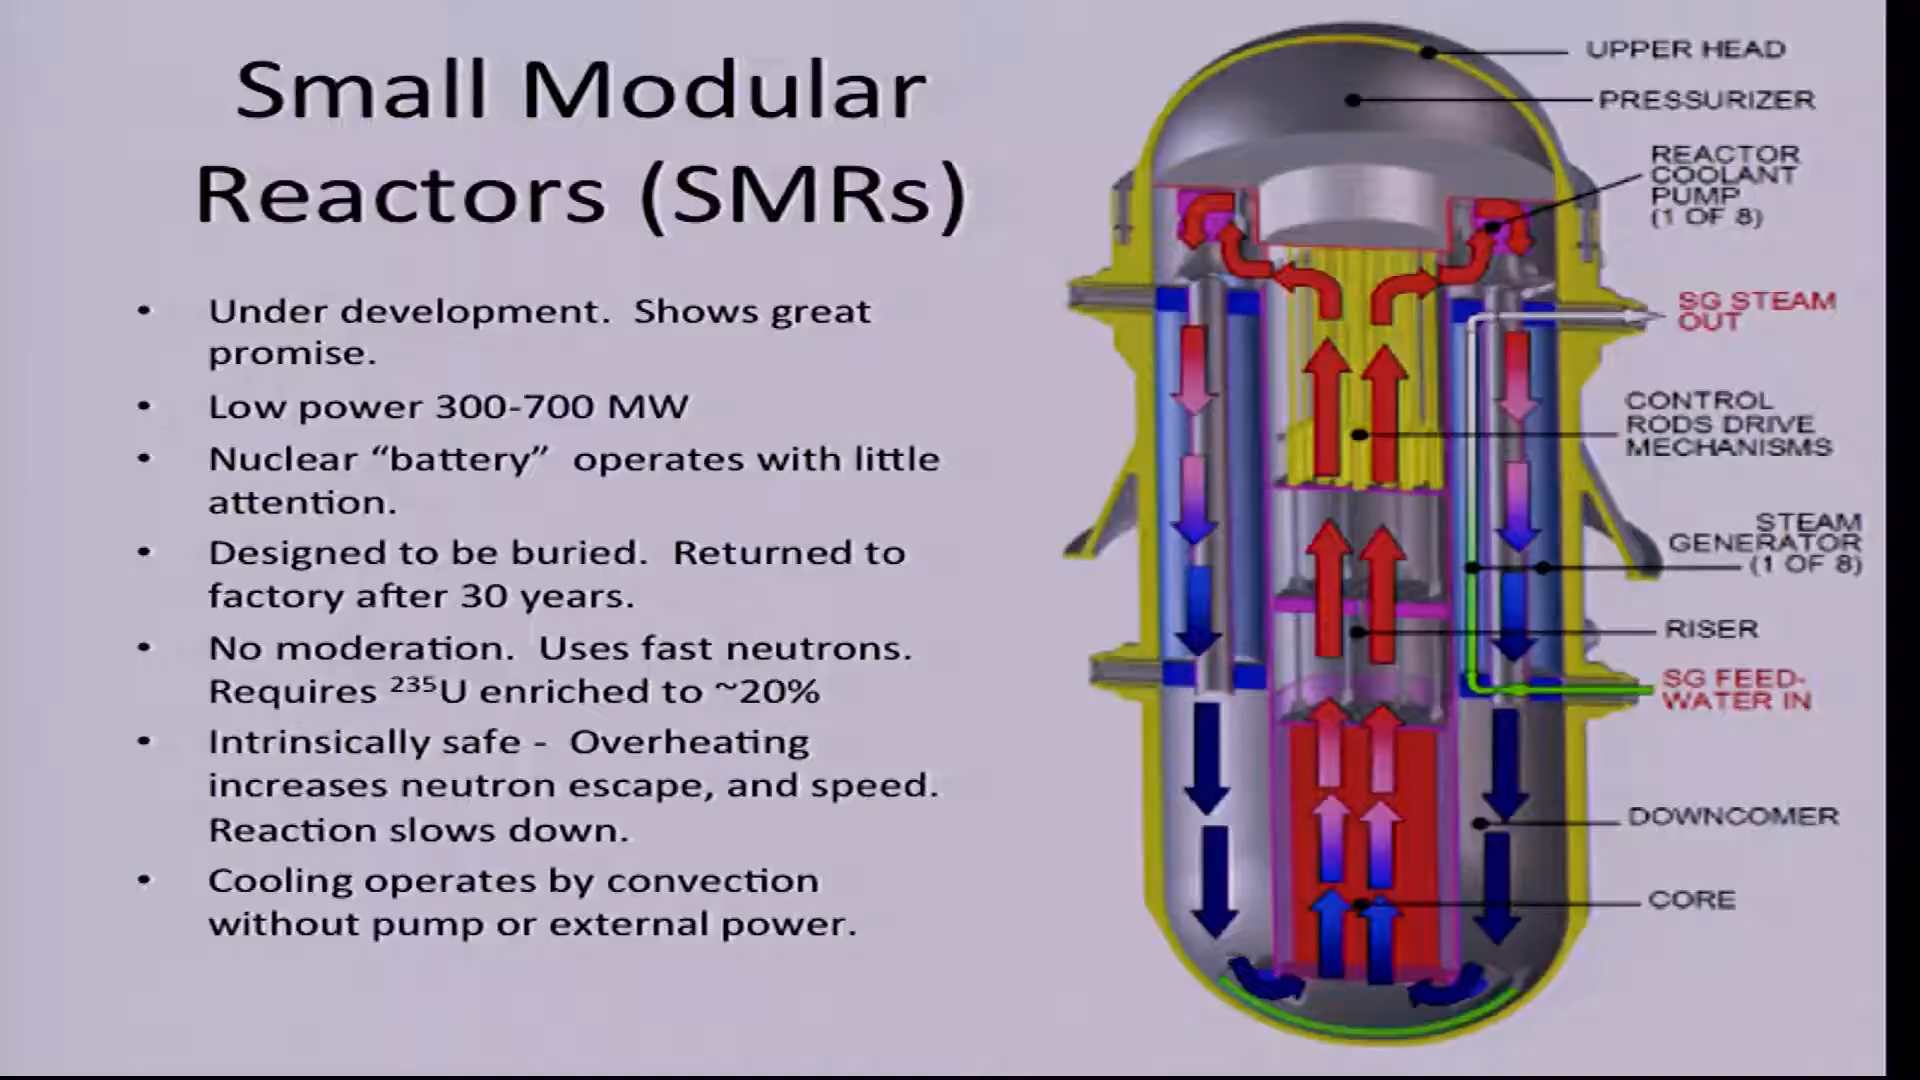 Small Modular
Reactors (SMRs)
• Under development.  Shows great
promise.
• Low power 300-700 MW
• Nuclear “battery”  operates with little
attention.
• Designed to be buried.  Returned to
factory after 30 years.
• No moderation.  Uses fast neutrons.
Requires ²³⁵U enriched to ~20%
• Intrinsically safe -  Overheating
increases neutron escape, and speed.
Reaction slows down.
• Cooling operates by convection
without pump or external power.
UPPER HEAD
PRESSURIZER
REACTOR
COOLANT
PUMP
(1 OF 8)
SG STEAM
OUT
CONTROL
RODS DRIVE
MECHANISMS
STEAM
GENERATOR
(1 OF 8)
RISER
SG FEED-
WATER IN
DOWNCOMER
CORE